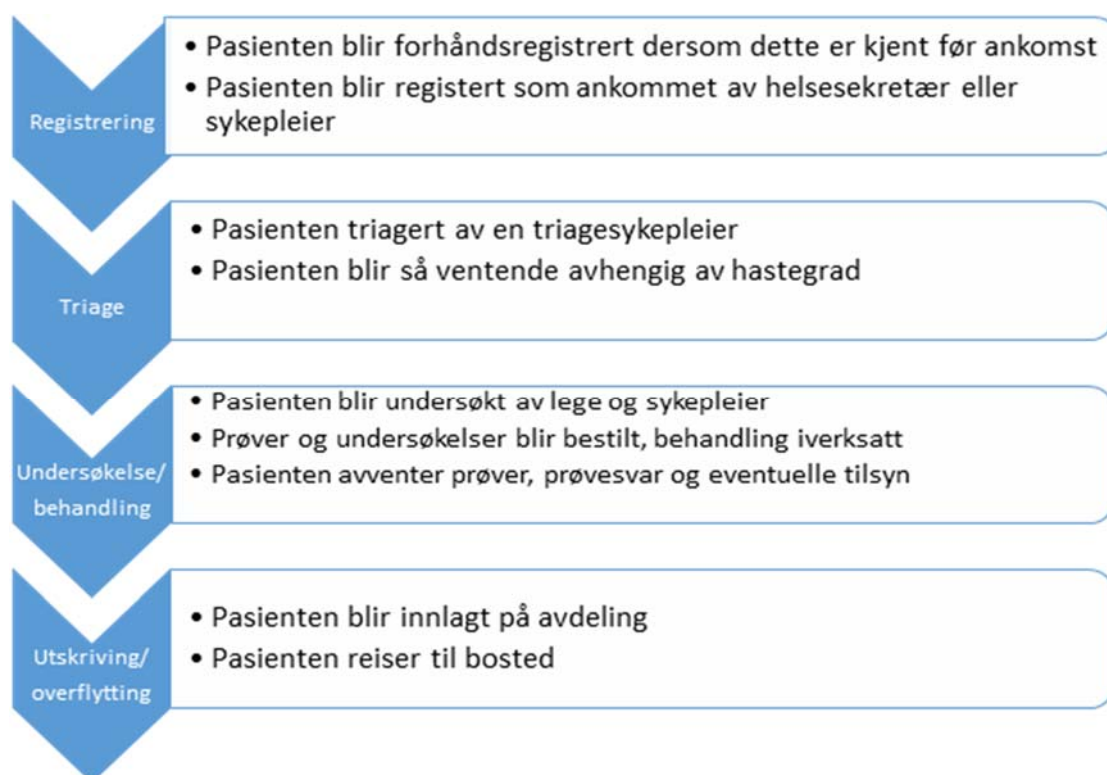 Registrering
• Pasienten blir forhåndsregistrert dersom dette er kjent før ankomst
• Pasienten blir registert som ankommet av helsesekretær eller
sykepleier
Triage
• Pasienten triagert av en triagesykepleier
• Pasienten blir så ventende avhengig av hastegrad
Undersøkelse/
behandling
• Pasienten blir undersøkt av lege og sykepleier
• Prøver og undersøkelser blir bestilt, behandling iverksatt
• Pasienten avventer prøver, prøvesvar og eventuelle tilsyn
Utskriving/
overflytting
• Pasienten blir innlagt på avdeling
• Pasienten reiser til bosted